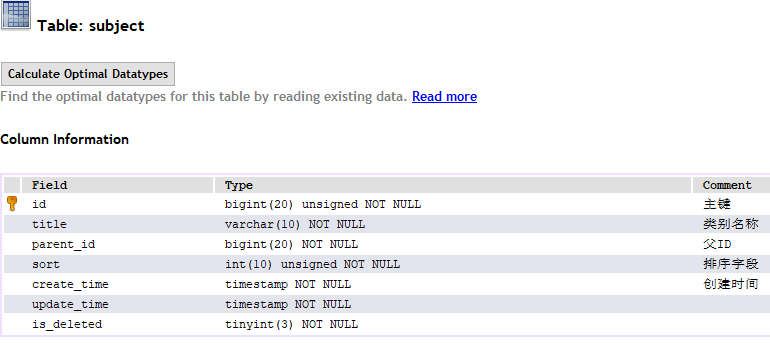 Table: subject
Calculate Optimal Datatypes
Find the optimal datatypes for this table by reading existing data. Read more
Column Information
Field Type Comment
id bigint(20) unsigned NOT NULL 主键
title varchar(10) NOT NULL 类别名称
parent_id bigint(20) NOT NULL 父ID
sort int(10) unsigned NOT NULL 排序字段
create_time timestamp NOT NULL 创建时间
update_time timestamp NOT NULL
is_deleted tinyint(3) NOT NULL